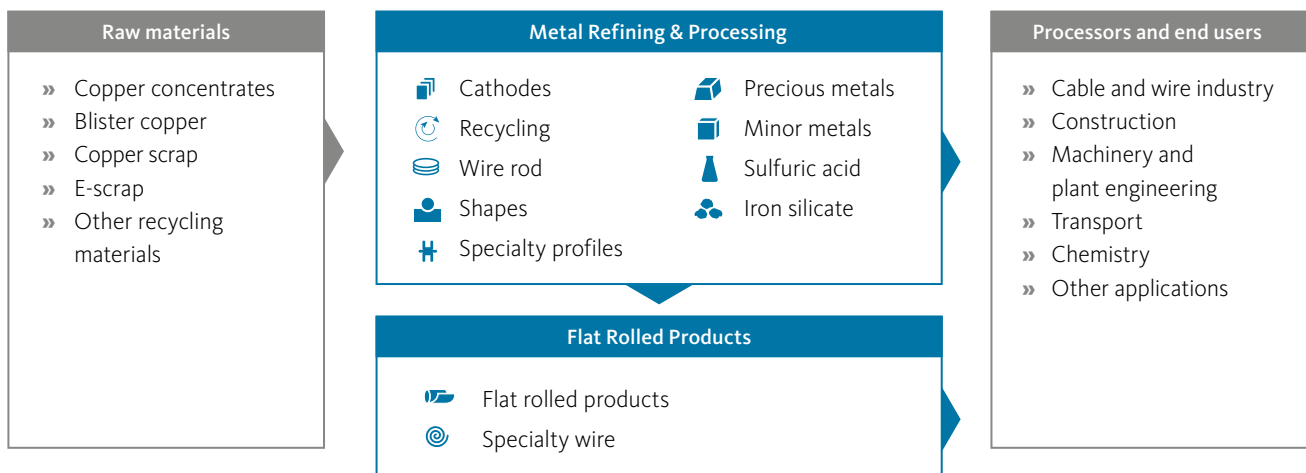 Raw materials
» Copper concentrates
» Blister copper
» Copper scrap
» E-scrap
» Other recycling
materials
Metal Refining & Processing
Cathodes
Recycling
Wire rod
Shapes
Specialty profiles
Precious metals
Minor metals
Sulfuric acid
Iron silicate
Flat Rolled Products
Flat rolled products
Specialty wire
Processors and end users
» Cable and wire industry
» Construction
» Machinery and
plant engineering
» Transport
» Chemistry
» Other applications